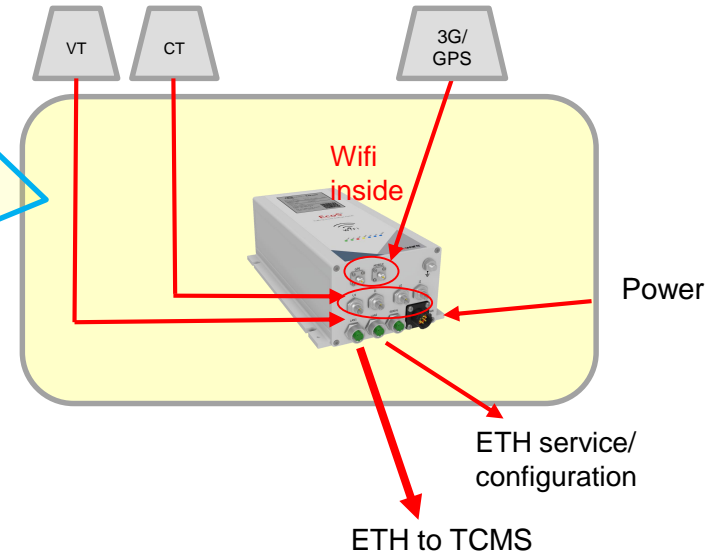 VT
CT
3G/
GPS
Wifi
inside
Power
ETH service/
configuration
ETH to TCMS